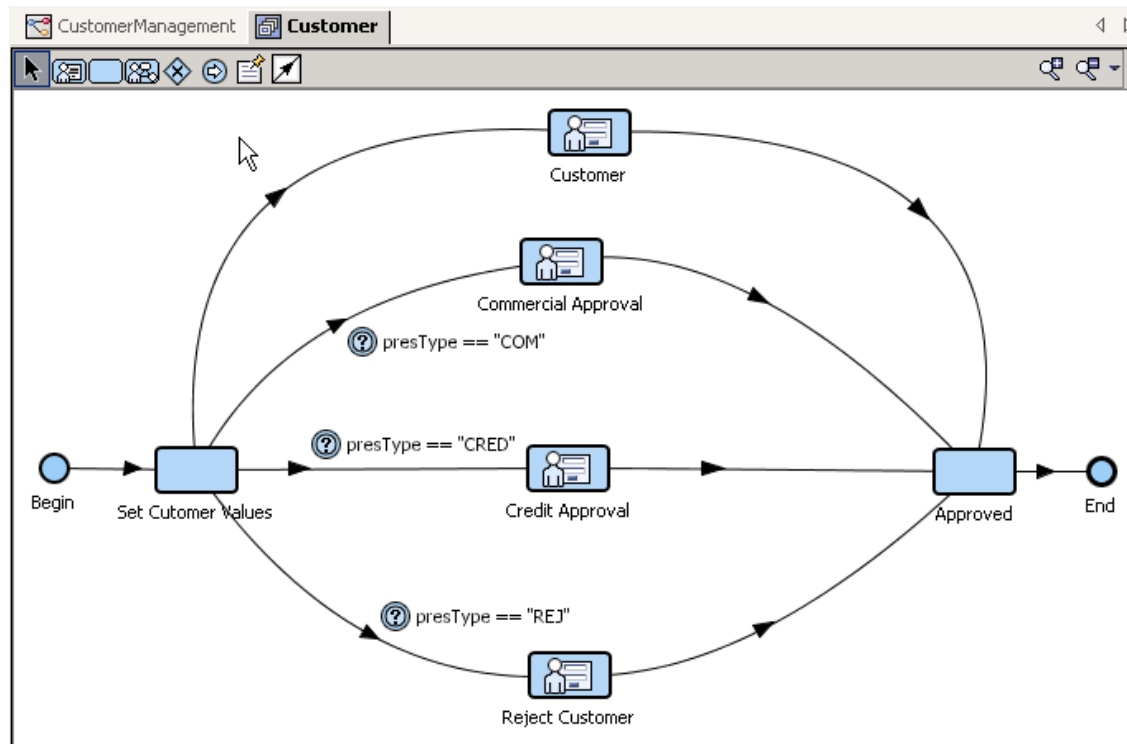 CustomerManagement
Customer
Customer
Commercial Approval
presType == "COM"
presType == "CRED"
Begin
Set Cutomer Values
Credit Approval
Approved
End
presType == "REJ"
Reject Customer